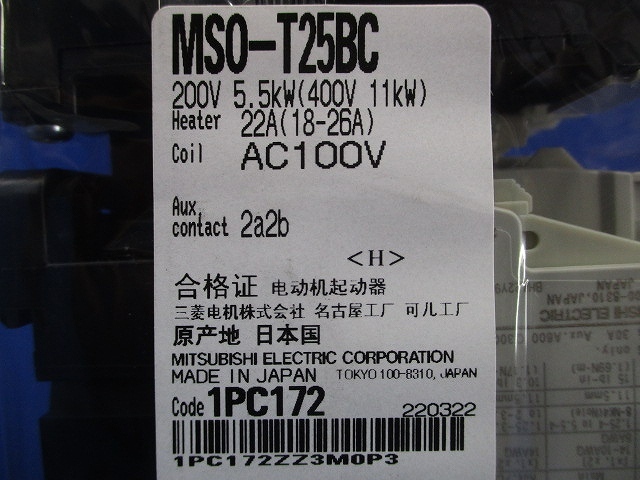 MSO-T25BC
200V 5.5kW(400V 11kW)
Heater 22A(18-26A)
Coil AC100V
Aux.
contact 2a2b
<H>
合格证 电动机起动器
三菱电机株式会社 名古屋工厂 可儿工厂
原产地 日本国
MITSUBISHI ELECTRIC CORPORATION
MADE IN JAPAN TOKYO 100-8310, JAPAN
Code 1PC172 220322
1PC172ZZ3M0P3